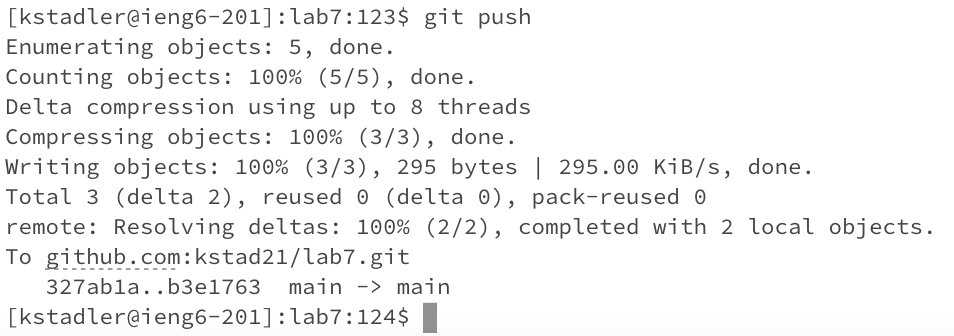 [kstadler@ieng6-201]:lab7:123$ git push
Enumerating objects: 5, done.
Counting objects: 100% (5/5), done.
Delta compression using up to 8 threads
Compressing objects: 100% (3/3), done.
Writing objects: 100% (3/3), 295 bytes | 295.00 KiB/s, done.
Total 3 (delta 2), reused 0 (delta 0), pack-reused 0
remote: Resolving deltas: 100% (2/2), completed with 2 local objects.
To github.com:kstad21/lab7.git
   327ab1a..b3e1763  main -> main
[kstadler@ieng6-201]:lab7:124$